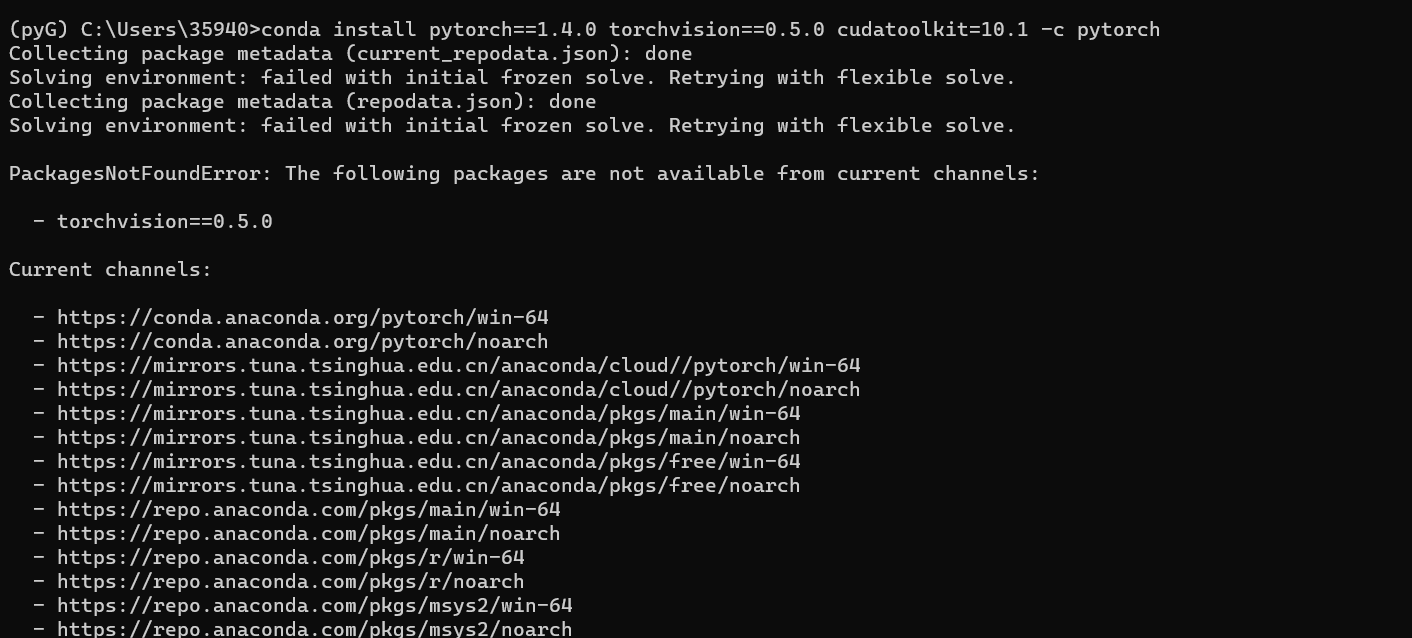 (pyG) C:\Users\35940>conda install pytorch==1.4.0 torchvision==0.5.0 cudatoolkit=10.1 -c pytorch
Collecting package metadata (current_repodata.json): done
Solving environment: failed with initial frozen solve. Retrying with flexible solve.
Collecting package metadata (repodata.json): done
Solving environment: failed with initial frozen solve. Retrying with flexible solve.
PackagesNotFoundError: The following packages are not available from current channels:
- torchvision==0.5.0
Current channels:
- https://conda.anaconda.org/pytorch/win-64
- https://conda.anaconda.org/pytorch/noarch
- https://mirrors.tuna.tsinghua.edu.cn/anaconda/cloud//pytorch/win-64
- https://mirrors.tuna.tsinghua.edu.cn/anaconda/cloud//pytorch/noarch
- https://mirrors.tuna.tsinghua.edu.cn/anaconda/pkgs/main/win-64
- https://mirrors.tuna.tsinghua.edu.cn/anaconda/pkgs/main/noarch
- https://mirrors.tuna.tsinghua.edu.cn/anaconda/pkgs/free/win-64
- https://mirrors.tuna.tsinghua.edu.cn/anaconda/pkgs/free/noarch
- https://repo.anaconda.com/pkgs/main/win-64
- https://repo.anaconda.com/pkgs/main/noarch
- https://repo.anaconda.com/pkgs/r/win-64
- https://repo.anaconda.com/pkgs/r/noarch
- https://repo.anaconda.com/pkgs/msys2/win-64
- https://repo.anaconda.com/pkgs/msys2/noarch